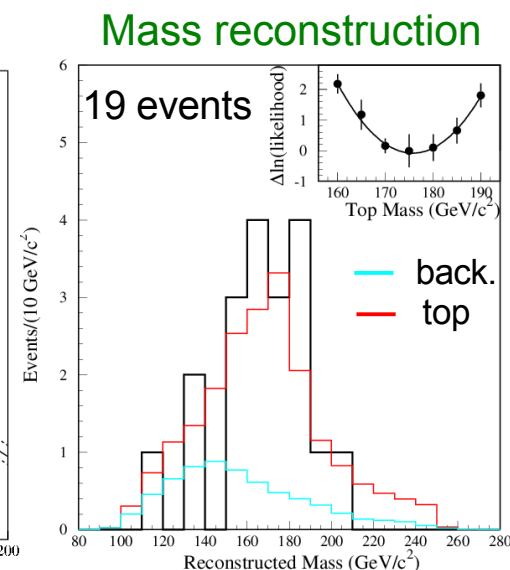 Mass reconstruction
19 events
Δln(likelihood)
2
1
0
-1
160 170 180 190
Top Mass (GeV/c²)
back.
top
Events/(10 GeV/c²)
6
5
4
3
2
1
0
80 100 120 140 160 180 200 220 240 260 280
Reconstructed Mass (GeV/c²)
200